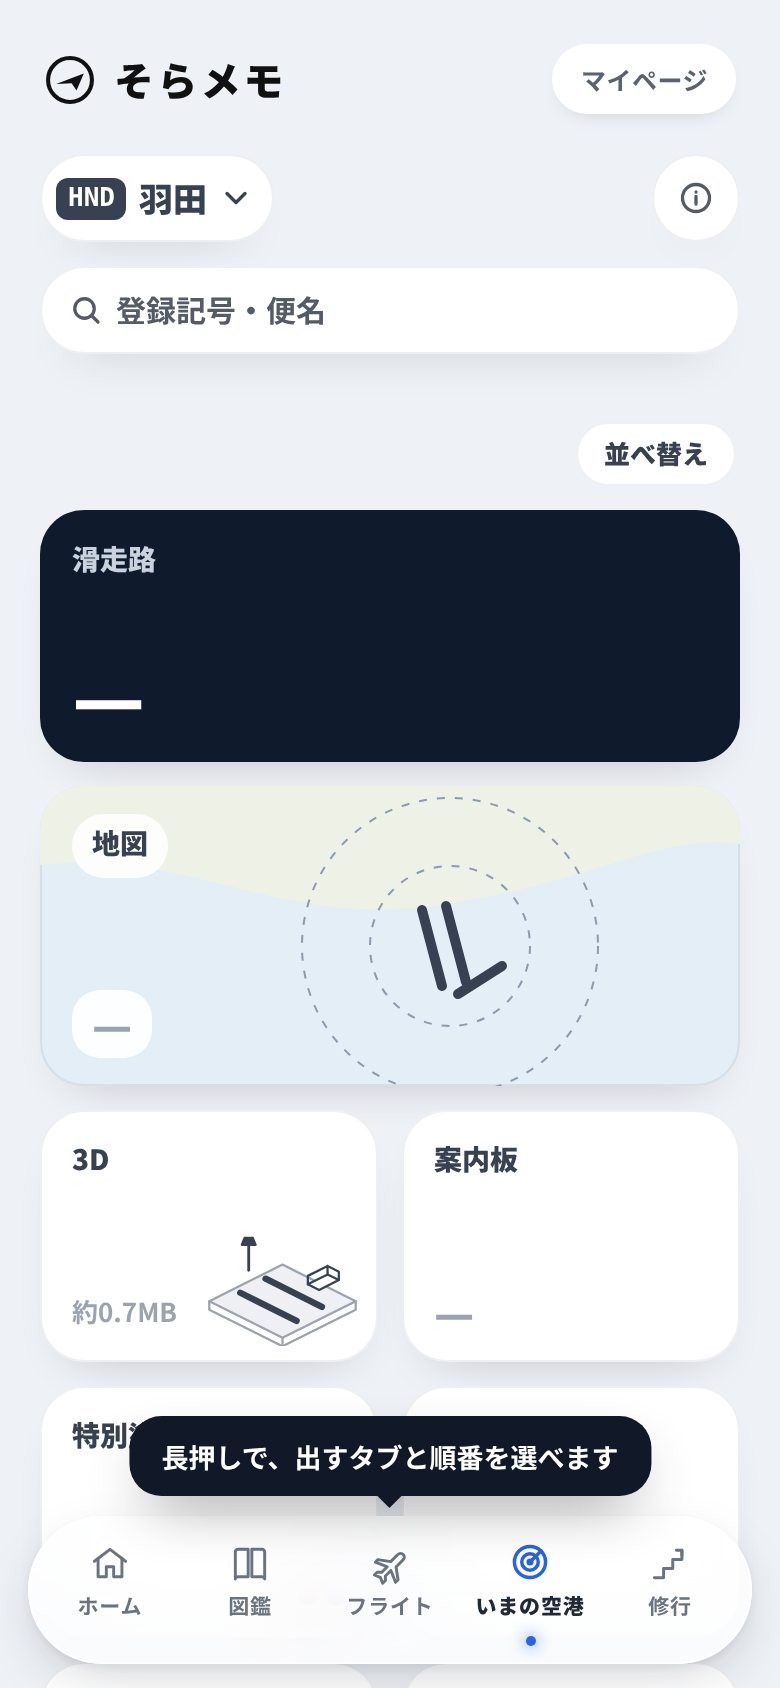 そらメモ
マイページ
HND 羽田
登録記号・便名
並べ替え
滑走路
—
地図
—
3D
案内板
約0.7MB
—
特別
長押しで、出すタブと順番を選べます
ホーム
図鑑
フライト
いまの空港
修行